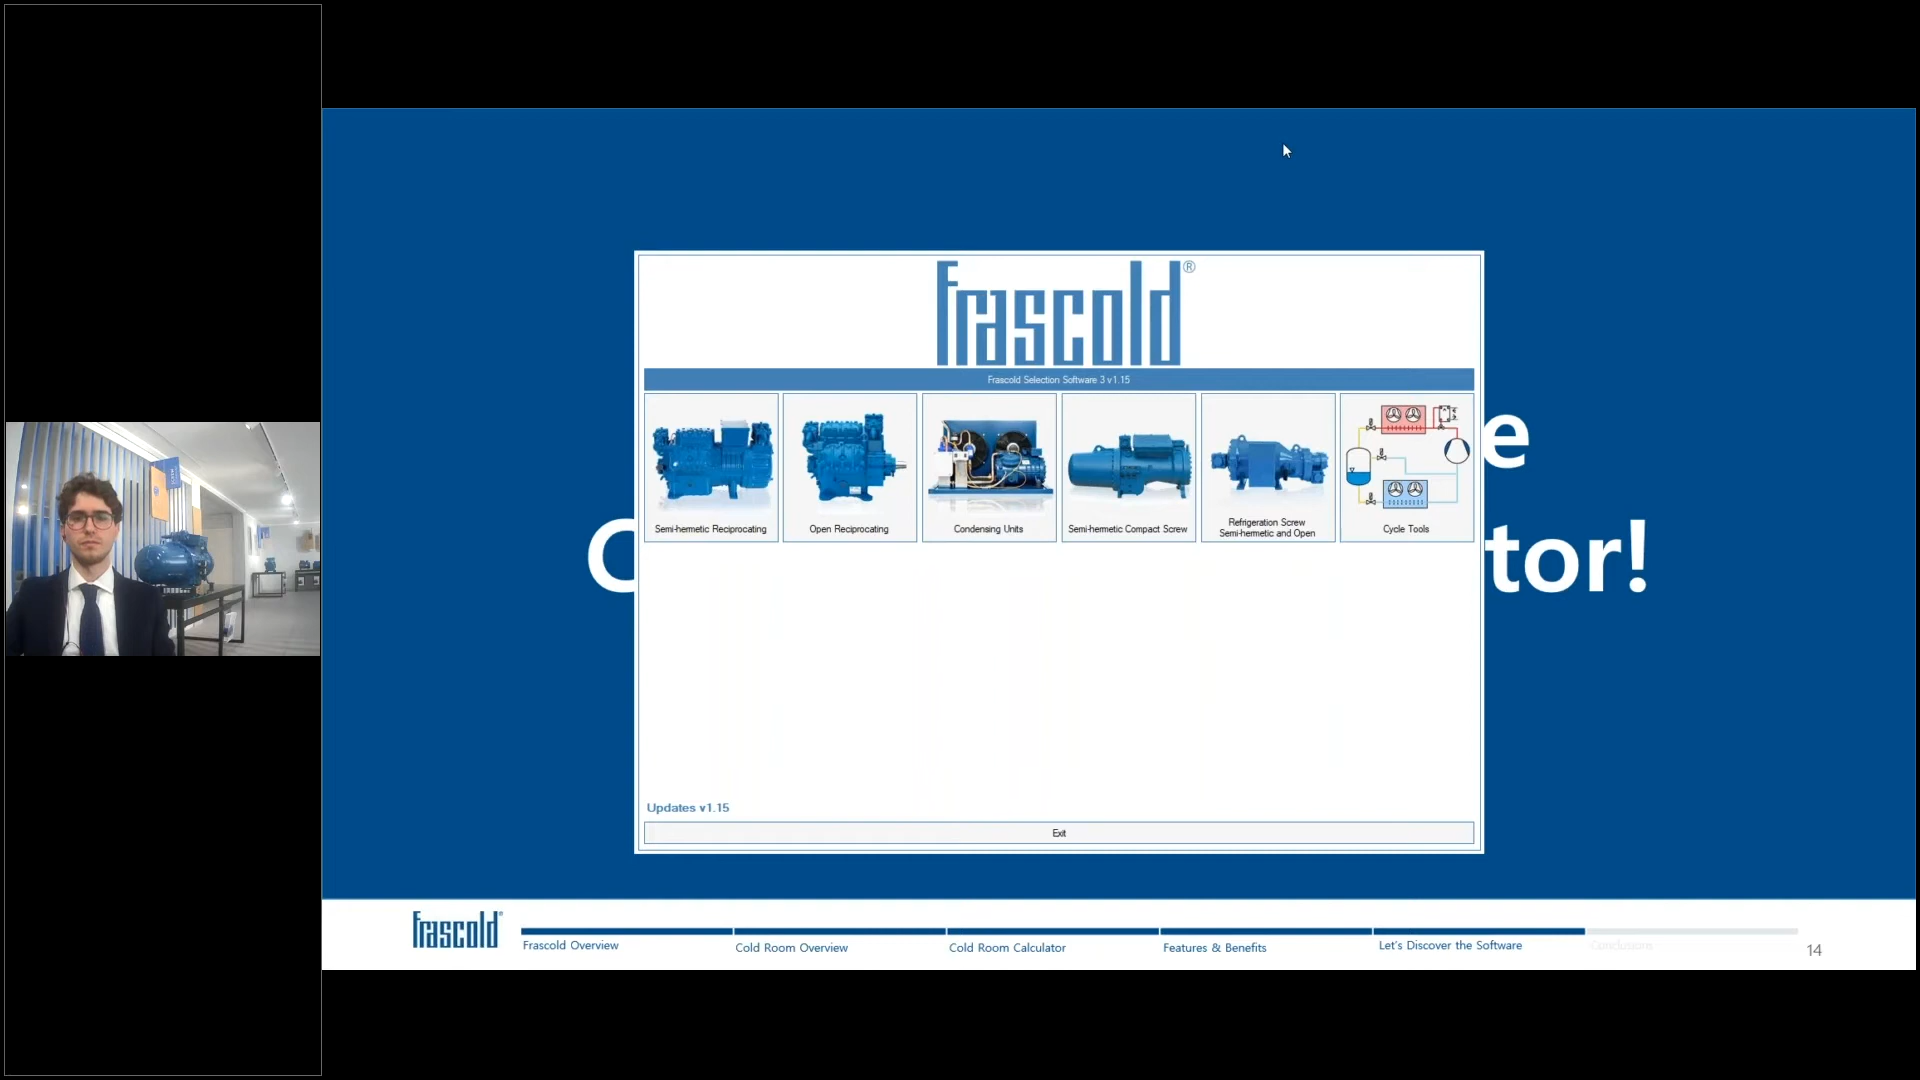 frascold®
Frascold Selection Software 3 v1.15
e
Semi-hermetic Reciprocating
Open Reciprocating
Condensing Units
Semi-hermetic Compact Screw
Refrigeration Screw
Semi-hermetic and Open
Cycle Tools
C
tor!
Updates v1.15
Exit
frascold
Frascold Overview
Cold Room Overview
Cold Room Calculator
Features & Benefits
Let's Discover the Software
Conclusions
14